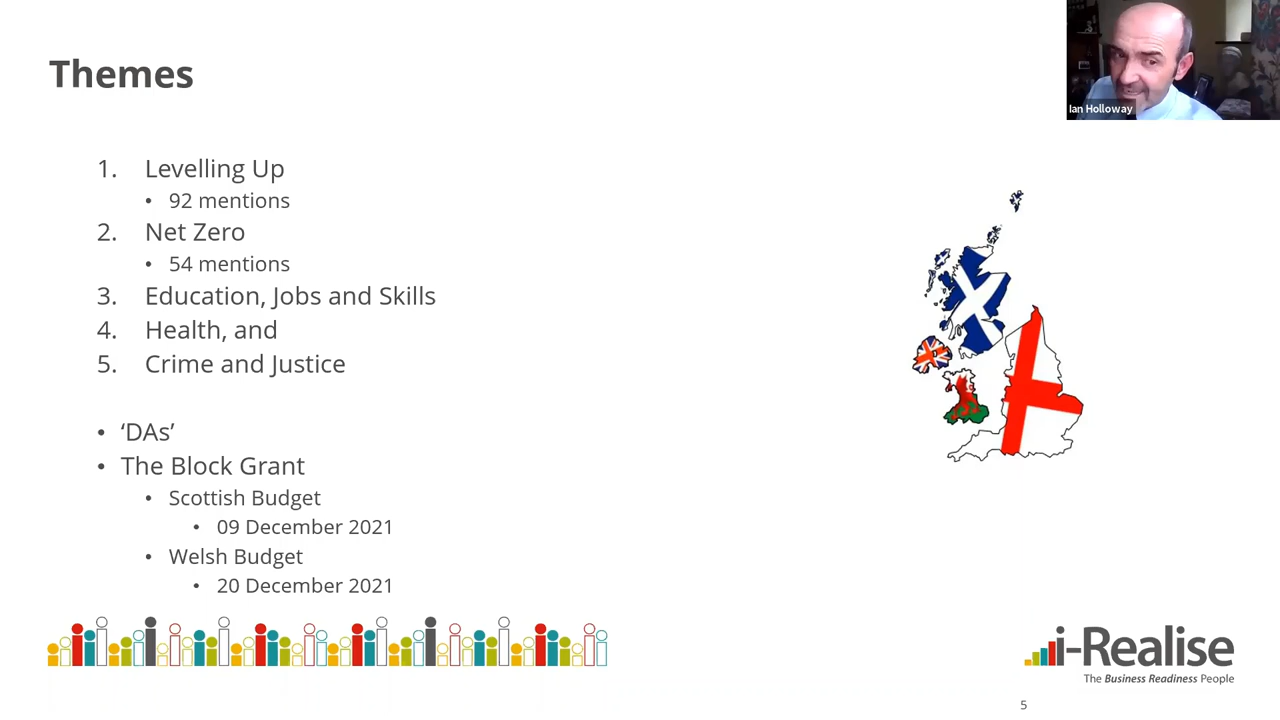 Themes
Ian Holloway
1. Levelling Up
• 92 mentions
2. Net Zero
• 54 mentions
3. Education, Jobs and Skills
4. Health, and
5. Crime and Justice
• ‘DAs’
• The Block Grant
• Scottish Budget
• 09 December 2021
• Welsh Budget
• 20 December 2021
i-Realise
The Business Readiness People
5